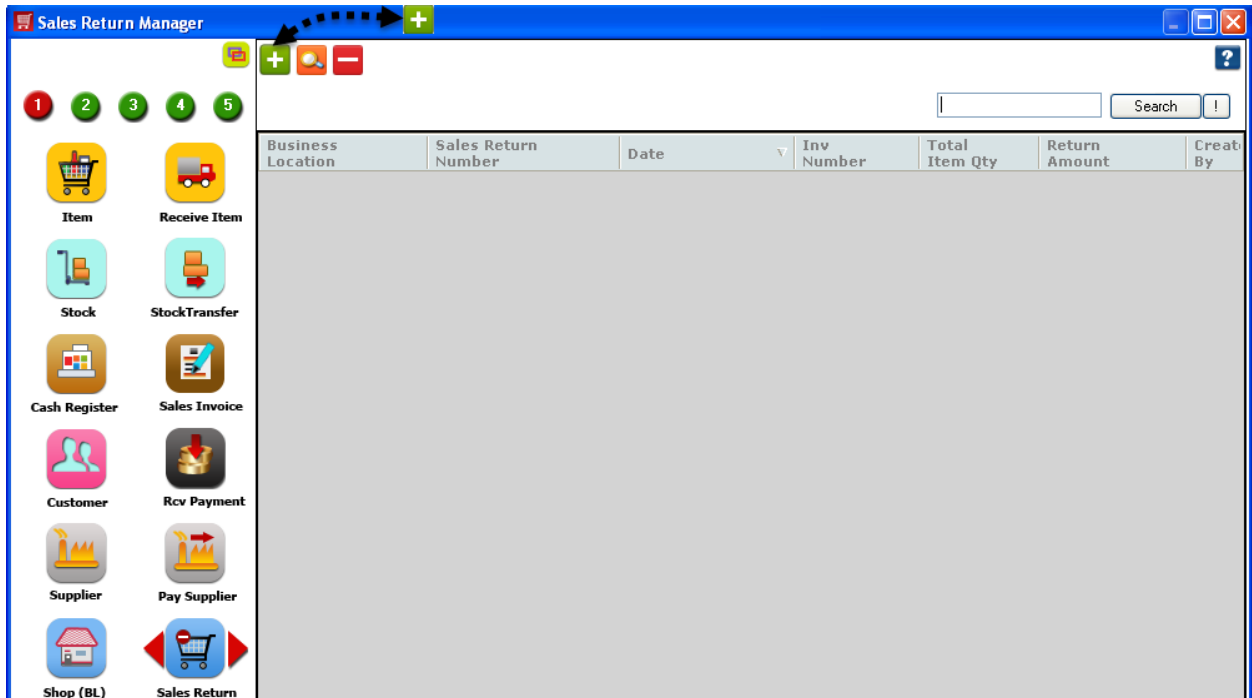 Sales Return Manager
?
1 2 3 4 5
Search !
Business Location
Sales Return Number
Date
Inv Number
Total Item Qty
Return Amount
Creat By
Item Receive Item
Stock StockTransfer
Cash Register Sales Invoice
Customer Rcv Payment
Supplier Pay Supplier
Shop (BL) Sales Return